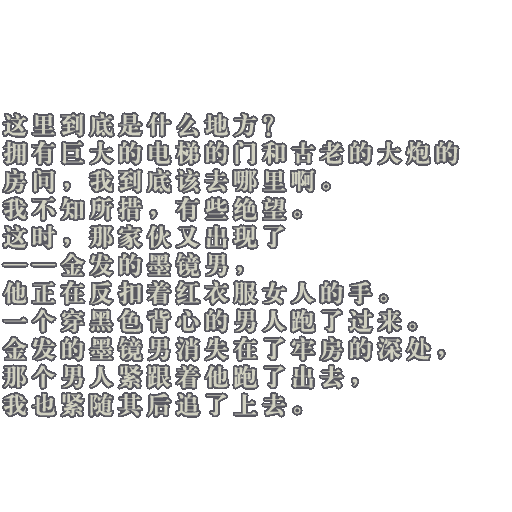 这里到底是什么地方？
拥有巨大的电梯的门和古老的大炮的
房间，我到底该去哪里啊。
我不知所措，有些绝望。
这时，那家伙又出现了
——金发的墨镜男，
他正在反扣着红衣服女人的手。
一个穿黑色背心的男人跑了过来。
金发的墨镜男消失在了牢房的深处，
那个男人紧跟着他跑了出去，
我也紧随其后追了上去。